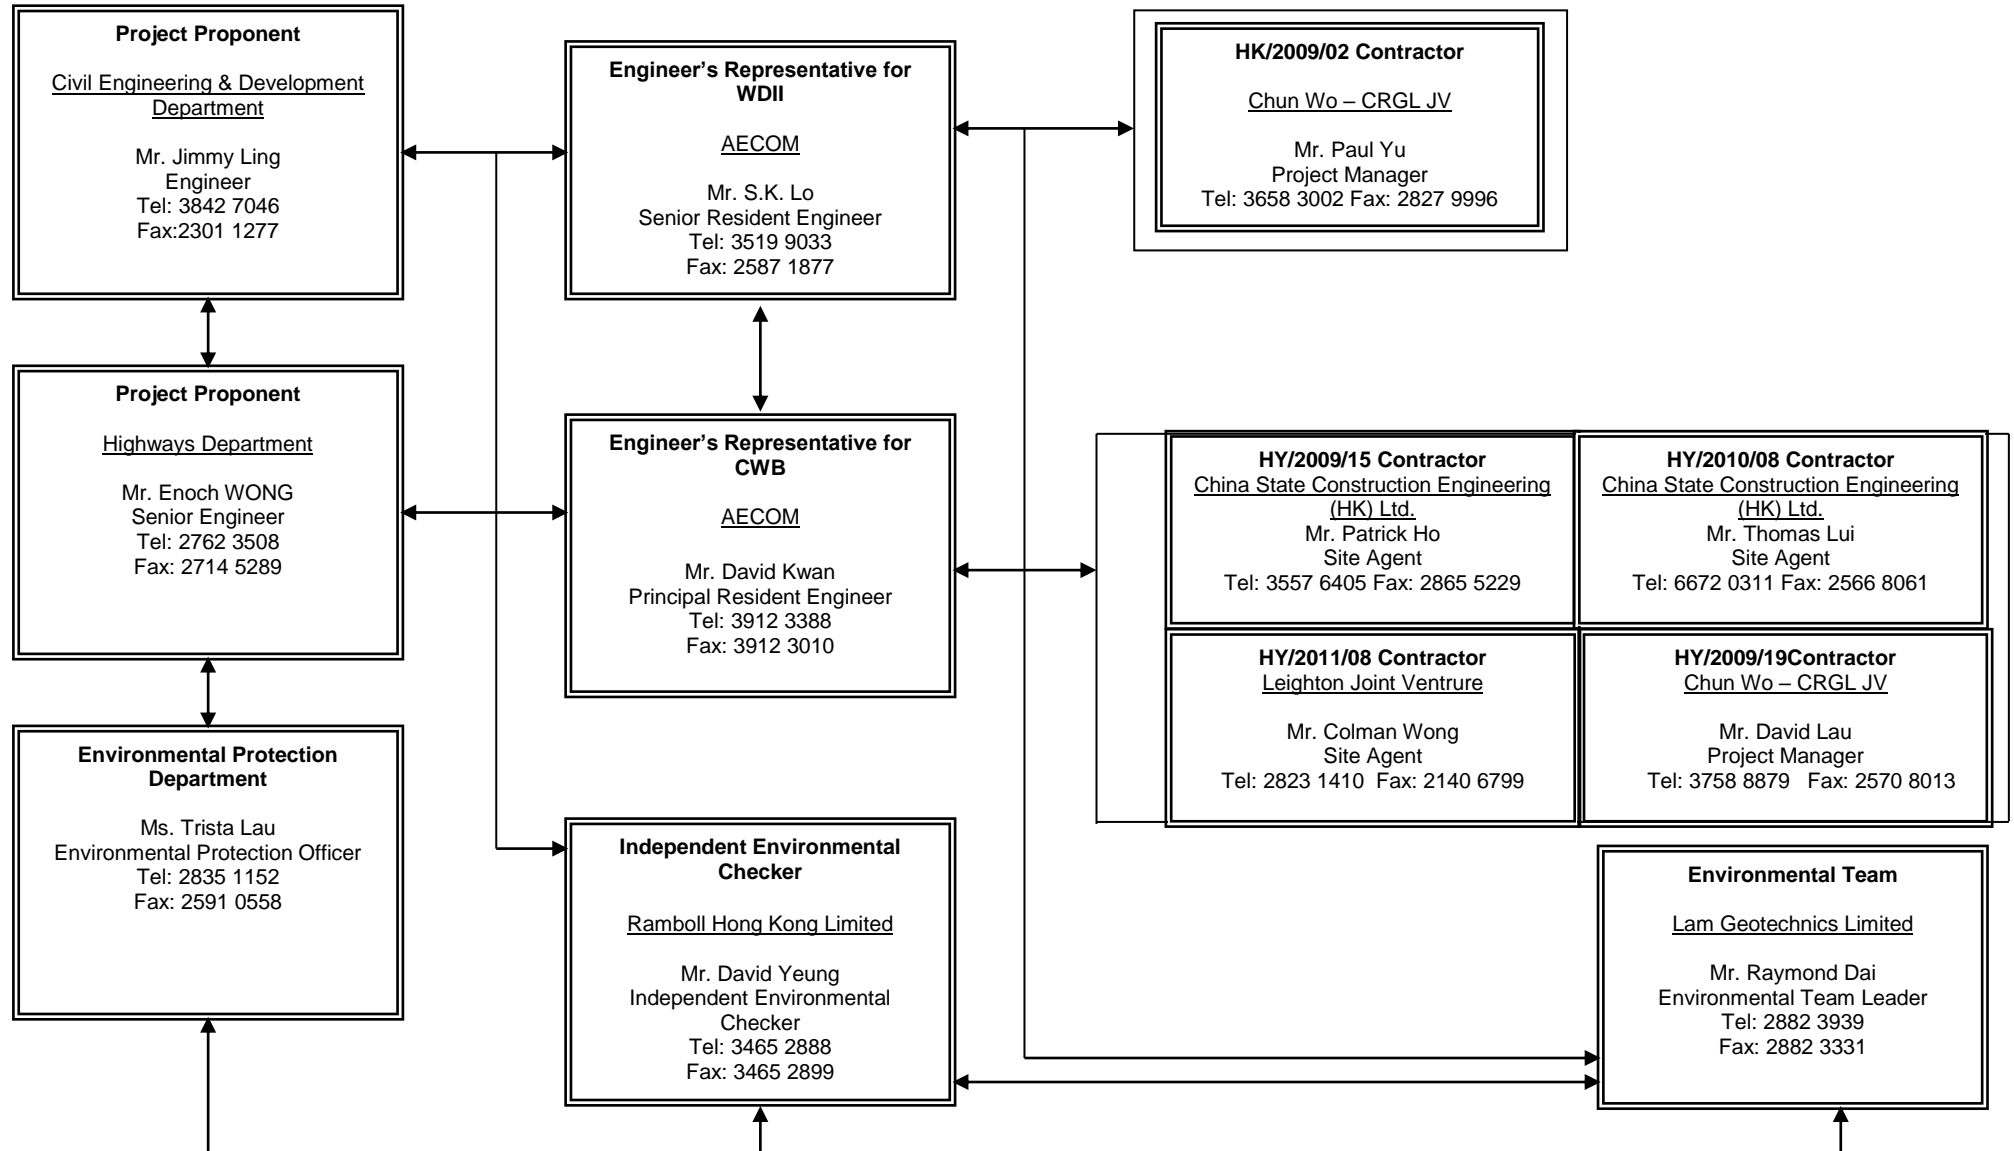 Project Proponent
Civil Engineering & Development
Department
Mr. Jimmy Ling
Engineer
Tel: 3842 7046
Fax:2301 1277
Engineer's Representative for
WDII
AECOM
Mr. S.K. Lo
Senior Resident Engineer
Tel: 3519 9033
Fax: 2587 1877
HK/2009/02 Contractor
Chun Wo – CRGL JV
Mr. Paul Yu
Project Manager
Tel: 3658 3002 Fax: 2827 9996
Project Proponent
Highways Department
Mr. Enoch WONG
Senior Engineer
Tel: 2762 3508
Fax: 2714 5289
Engineer's Representative for
CWB
AECOM
Mr. David Kwan
Principal Resident Engineer
Tel: 3912 3388
Fax: 3912 3010
HY/2009/15 Contractor
China State Construction Engineering
(HK) Ltd.
Mr. Patrick Ho
Site Agent
Tel: 3557 6405 Fax: 2865 5229
HY/2010/08 Contractor
China State Construction Engineering
(HK) Ltd.
Mr. Thomas Lui
Site Agent
Tel: 6672 0311 Fax: 2566 8061
HY/2011/08 Contractor
Leighton Joint Ventrure
Mr. Colman Wong
Site Agent
Tel: 2823 1410  Fax: 2140 6799
HY/2009/19Contractor
Chun Wo – CRGL JV
Mr. David Lau
Project Manager
Tel: 3758 8879   Fax: 2570 8013
Environmental Protection
Department
Ms. Trista Lau
Environmental Protection Officer
Tel: 2835 1152
Fax: 2591 0558
Independent Environmental
Checker
Ramboll Hong Kong Limited
Mr. David Yeung
Independent Environmental
Checker
Tel: 3465 2888
Fax: 3465 2899
Environmental Team
Lam Geotechnics Limited
Mr. Raymond Dai
Environmental Team Leader
Tel: 2882 3939
Fax: 2882 3331